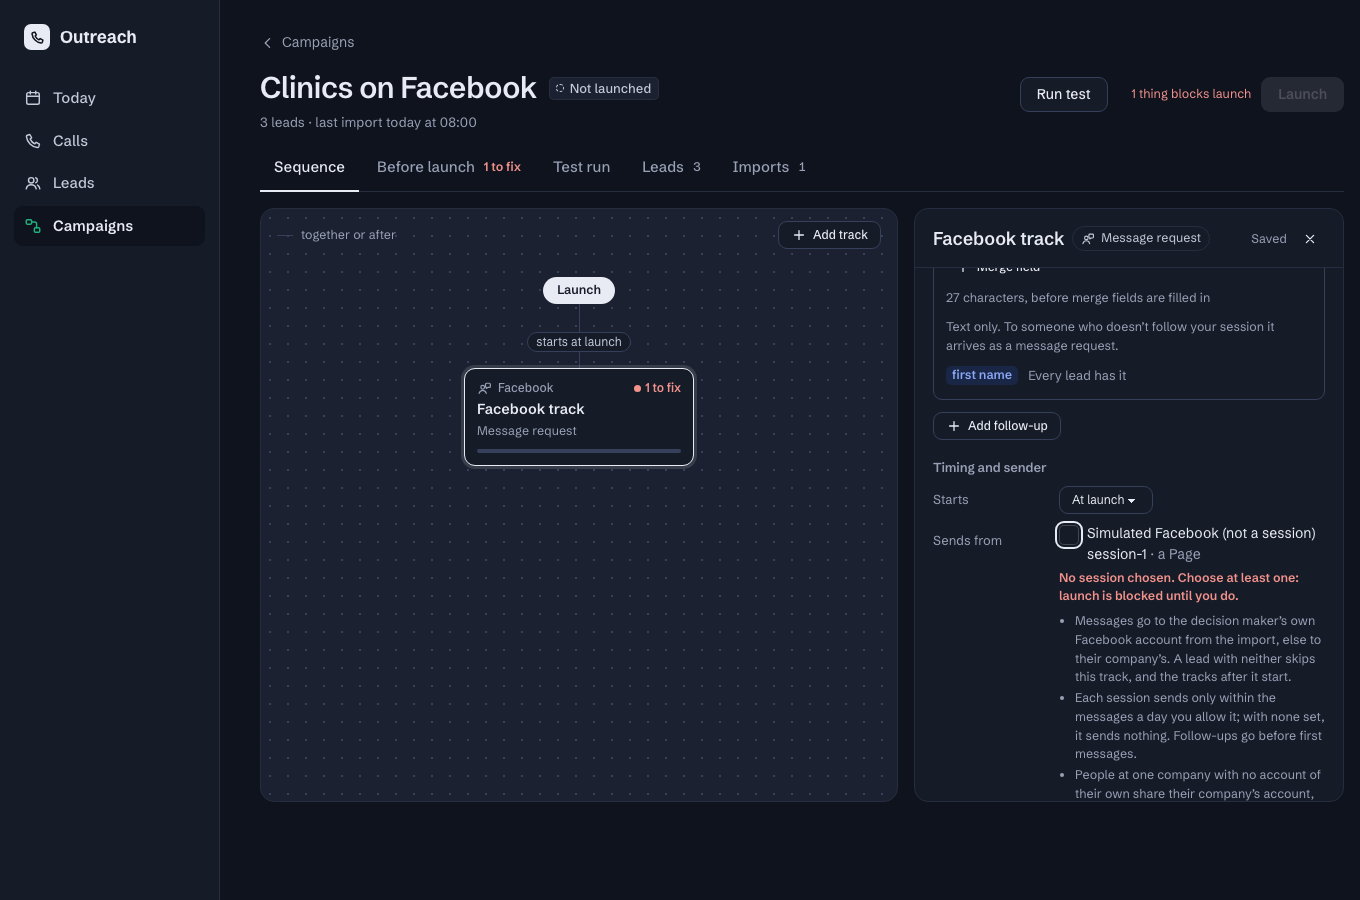 Outreach
Today
Calls
Leads
Campaigns
Campaigns
Clinics on Facebook
Not launched
3 leads · last import today at 08:00
Run test
1 thing blocks launch
Launch
Sequence
Before launch 1 to fix
Test run
Leads 3
Imports 1
together or after
Add track
Launch
starts at launch
Facebook
1 to fix
Facebook track
Message request
Facebook track
Message request
Saved
Merge field
27 characters, before merge fields are filled in
Text only. To someone who doesn’t follow your session it
arrives as a message request.
first name Every lead has it
Add follow-up
Timing and sender
Starts
At launch
Sends from
Simulated Facebook (not a session)
session-1 · a Page
No session chosen. Choose at least one:
launch is blocked until you do.
• Messages go to the decision maker’s own
Facebook account from the import, else to
their company’s. A lead with neither skips
this track, and the tracks after it start.
• Each session sends only within the
messages a day you allow it; with none set,
it sends nothing. Follow-ups go before first
messages.
• People at one company with no account of
their own share their company’s account,